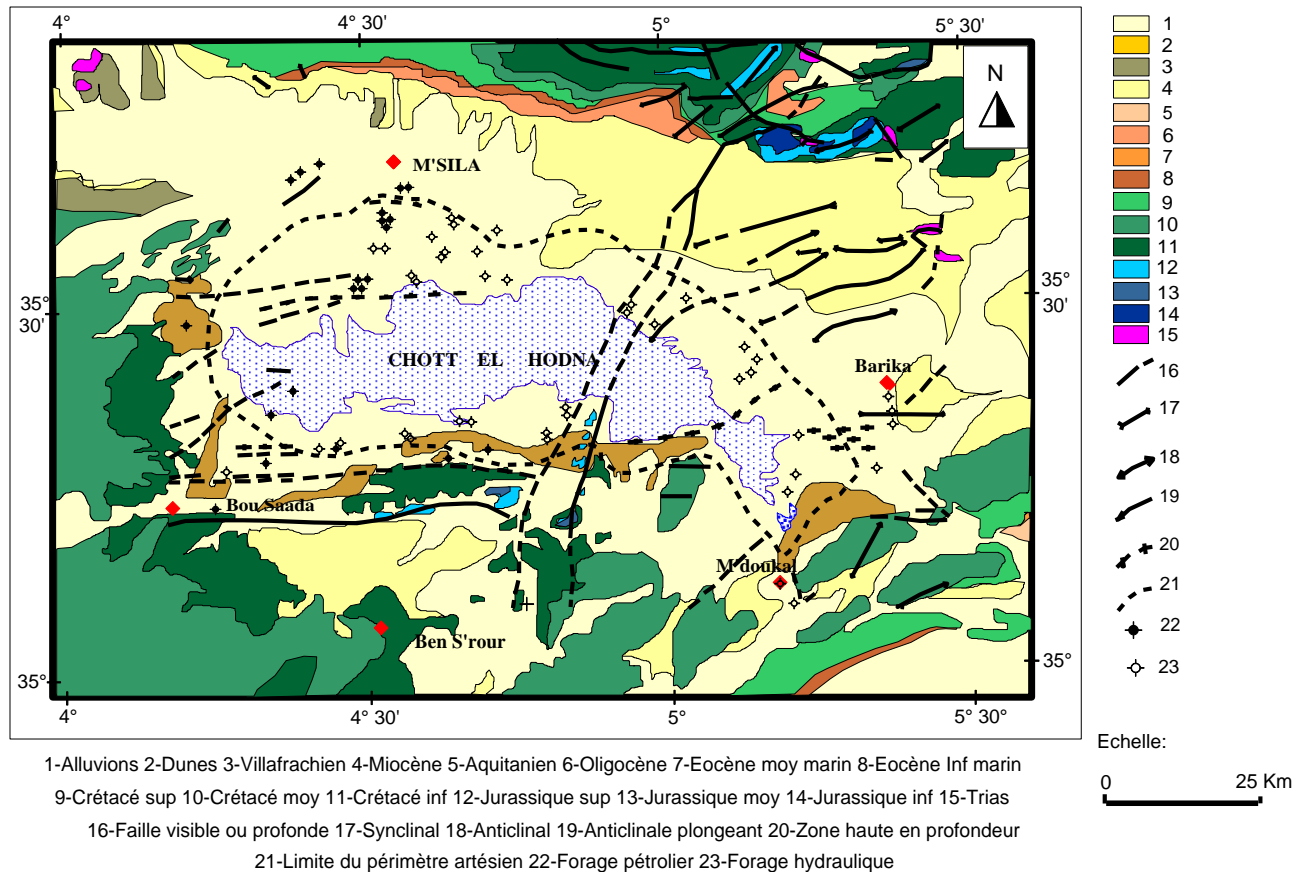 4°
4° 30'
5°
5° 30'
N
M'SILA
35°
30'
35°
30'
CHOTT EL HODNA
Barika
Bou Saada
M'doukal
Ben S'rour
35°
35°
4°
4° 30'
5°
5° 30'
1
2
3
4
5
6
7
8
9
10
11
12
13
14
15
16
17
18
19
20
21
22
23
Echelle:
0 25 Km
1-Alluvions 2-Dunes 3-Villafrachien 4-Miocène 5-Aquitanien 6-Oligocène 7-Eocène moy marin 8-Eocène Inf marin
9-Crétacé sup 10-Crétacé moy 11-Crétacé inf 12-Jurassique sup 13-Jurassique moy 14-Jurassique inf 15-Trias
16-Faille visible ou profonde 17-Synclinal 18-Anticlinal 19-Anticlinale plongeant 20-Zone haute en profondeur
21-Limite du périmètre artésien 22-Forage pétrolier 23-Forage hydraulique